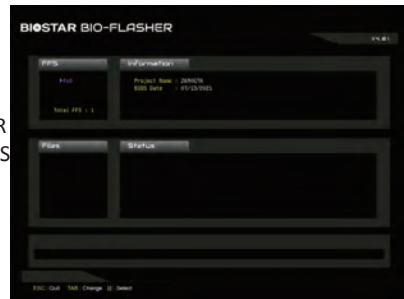 BIOSTAR BIO-FLASHER
FFS
Information
Project Name :
BIOS Date : 07/13/2021
Total FFS : 1
R
S
Files
Status
ESC: Quit TAB: Change Select